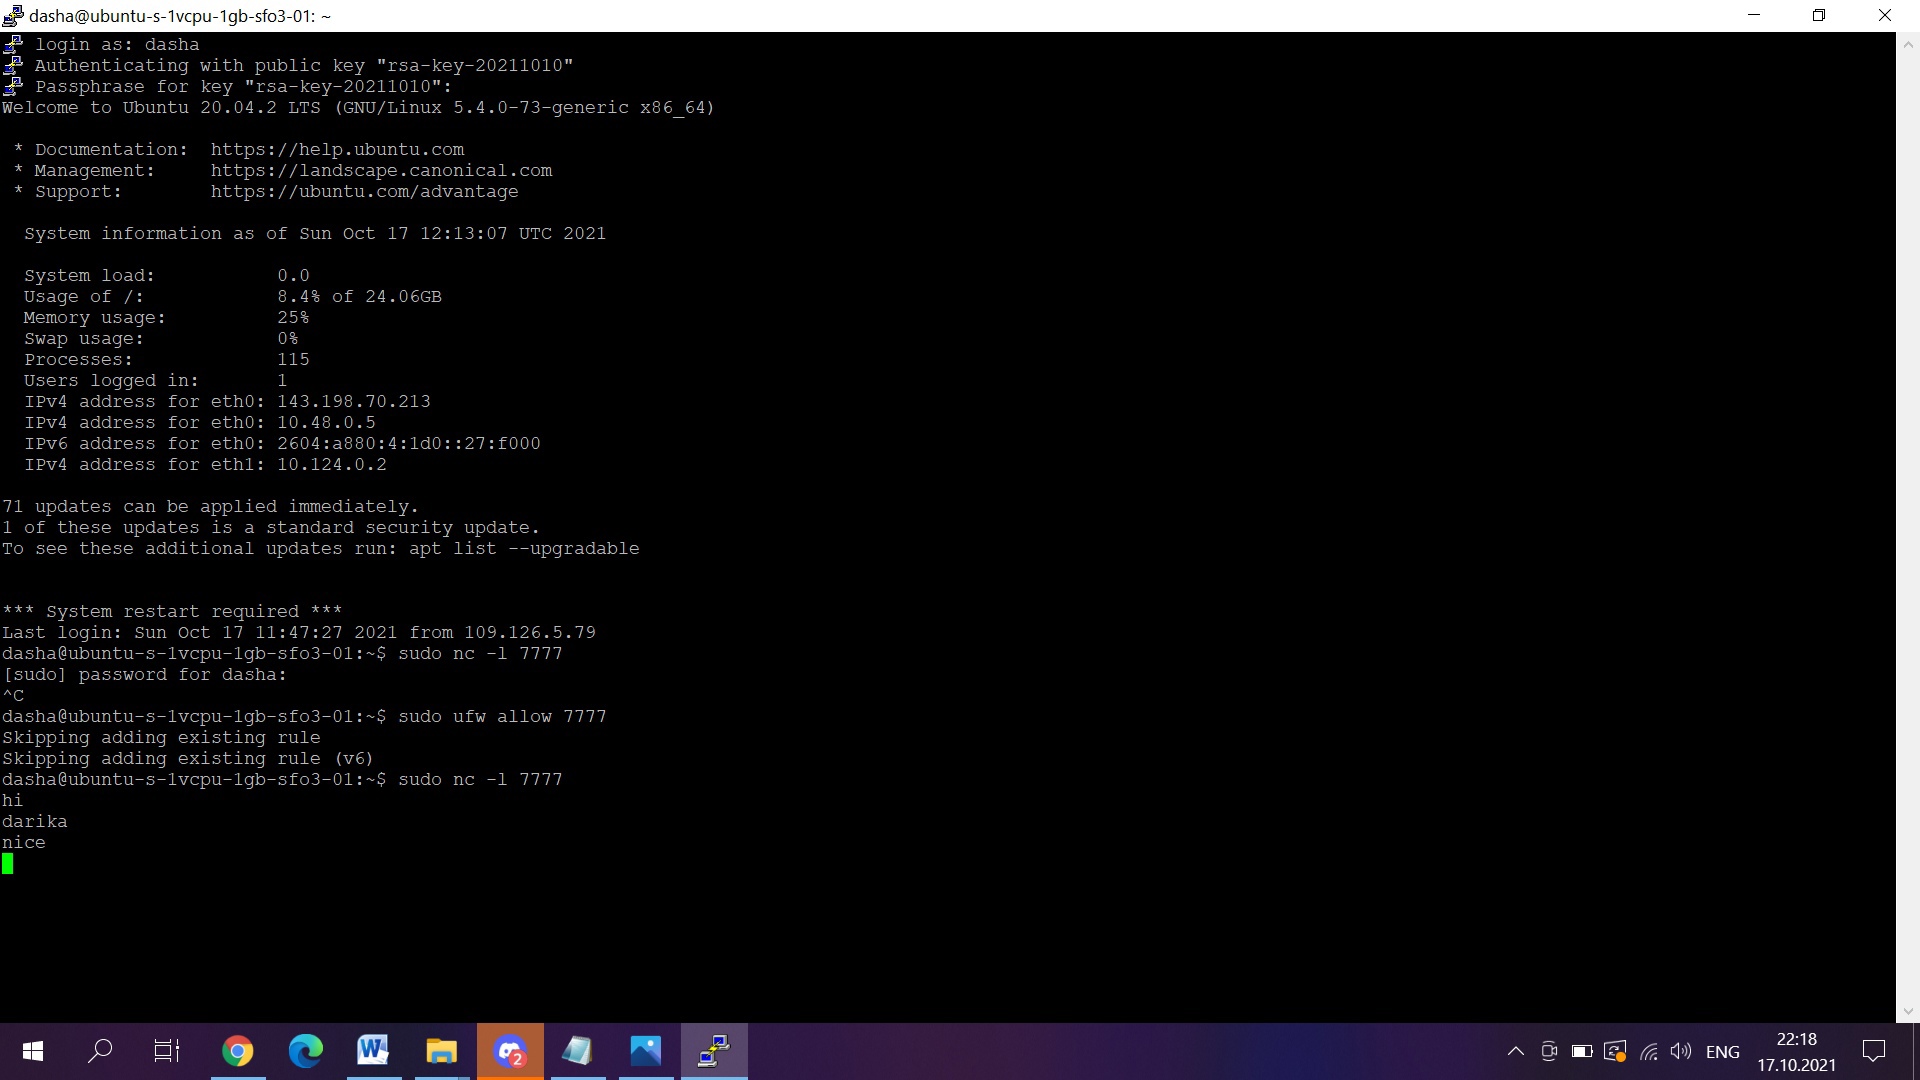 dasha@ubuntu-s-1vcpu-1gb-sfo3-01: ~
login as: dasha
Authenticating with public key "rsa-key-20211010"
Passphrase for key "rsa-key-20211010":
Welcome to Ubuntu 20.04.2 LTS (GNU/Linux 5.4.0-73-generic x86_64)
* Documentation:  https://help.ubuntu.com
* Management:     https://landscape.canonical.com
* Support:        https://ubuntu.com/advantage
System information as of Sun Oct 17 12:13:07 UTC 2021
System load:           0.0
Usage of /:            8.4% of 24.06GB
Memory usage:          25%
Swap usage:            0%
Processes:             115
Users logged in:       1
IPv4 address for eth0: 143.198.70.213
IPv4 address for eth0: 10.48.0.5
IPv6 address for eth0: 2604:a880:4:1d0::27:f000
IPv4 address for eth1: 10.124.0.2
71 updates can be applied immediately.
1 of these updates is a standard security update.
To see these additional updates run: apt list --upgradable
*** System restart required ***
Last login: Sun Oct 17 11:47:27 2021 from 109.126.5.79
dasha@ubuntu-s-1vcpu-1gb-sfo3-01:~$ sudo nc -l 7777
[sudo] password for dasha:
^C
dasha@ubuntu-s-1vcpu-1gb-sfo3-01:~$ sudo ufw allow 7777
Skipping adding existing rule
Skipping adding existing rule (v6)
dasha@ubuntu-s-1vcpu-1gb-sfo3-01:~$ sudo nc -l 7777
hi
darika
nice
W
2
ENG
22:18
17.10.2021